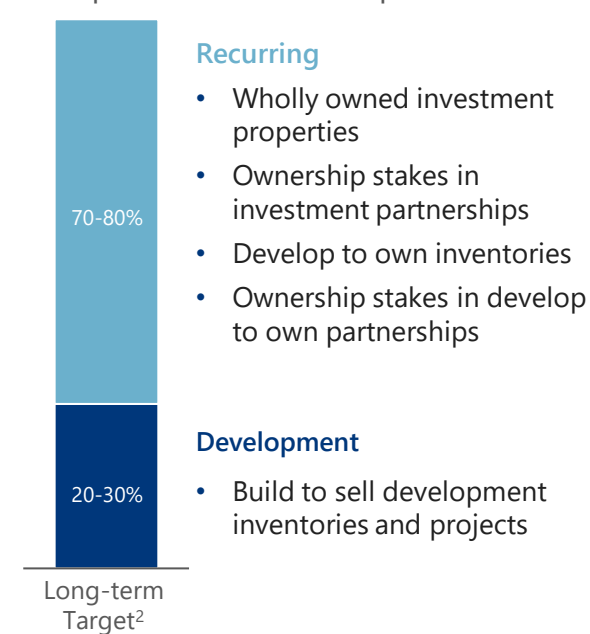 Recurring
• Wholly owned investment
properties
• Ownership stakes in
investment partnerships
• Develop to own inventories
• Ownership stakes in develop
to own partnerships
70-80%
Development
• Build to sell development
inventories and projects
20-30%
Long-term
Target²